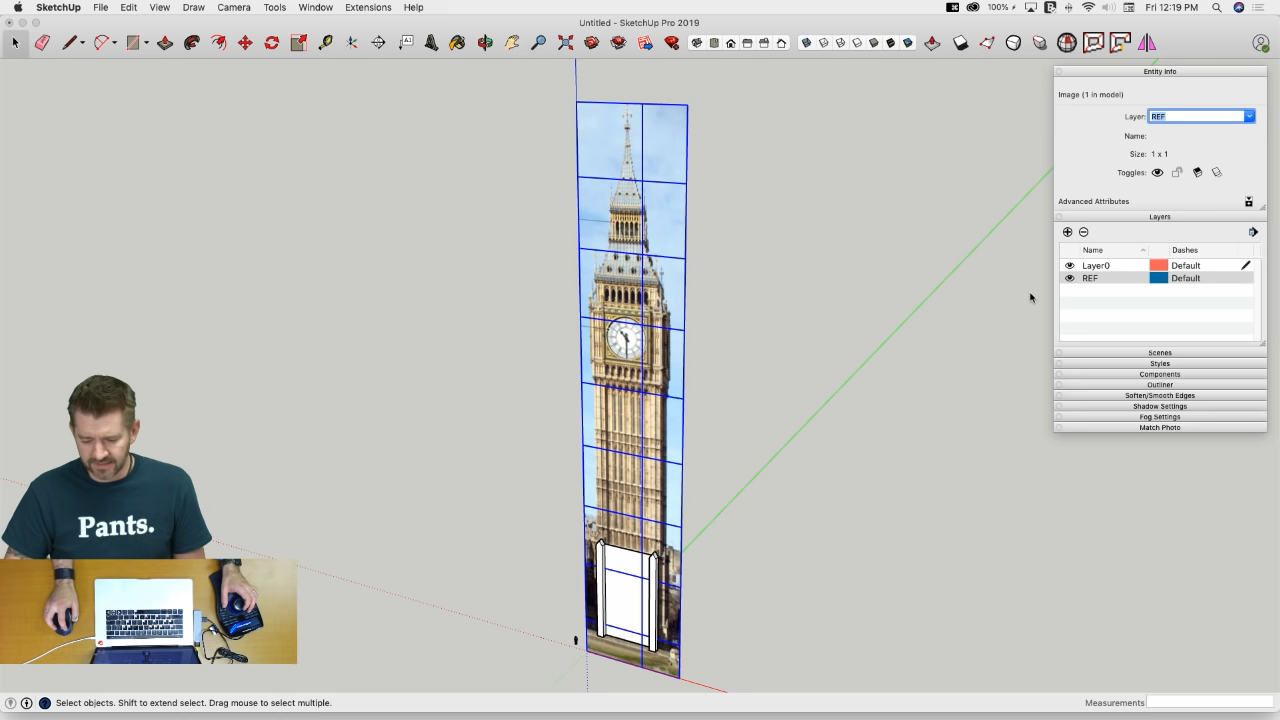 SketchUp File Edit View Draw Camera Tools Window Extensions Help 100% Fri 12:19 PM
Untitled - SketchUp Pro 2019
Entity Info
Image (1 in model)
Layer: REF
Name:
Size: 1 x 1
Toggles:
Advanced Attributes
Layers
Name Dashes
Layer0 Default
REF Default
Scenes
Styles
Components
Outliner
Soften/Smooth Edges
Shadow Settings
Fog Settings
Match Photo
Pants.
Select objects. Shift to extend select. Drag mouse to select multiple. Measurements